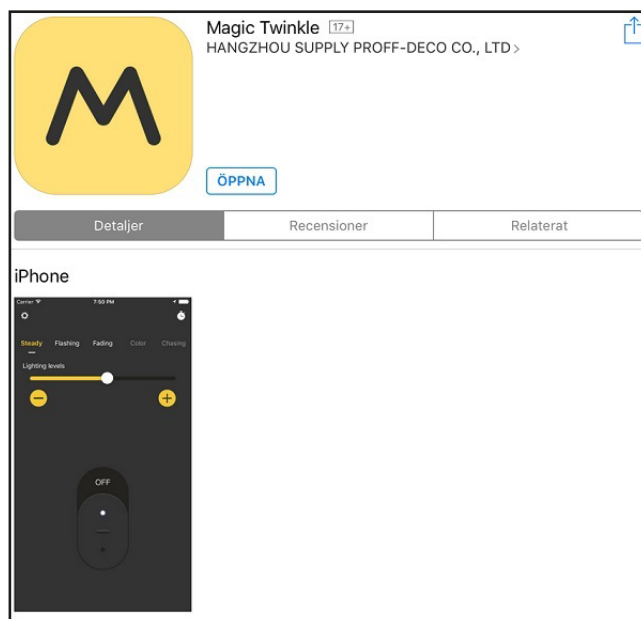 M
Magic Twinkle 17+
HANGZHOU SUPPLY PROFF-DECO CO., LTD >
ÖPPNA
Detaljer Recensioner Relaterat
iPhone
Carrier 7:50 PM
Steady Flashing Fading Color Chasing
Lighting levels
OFF